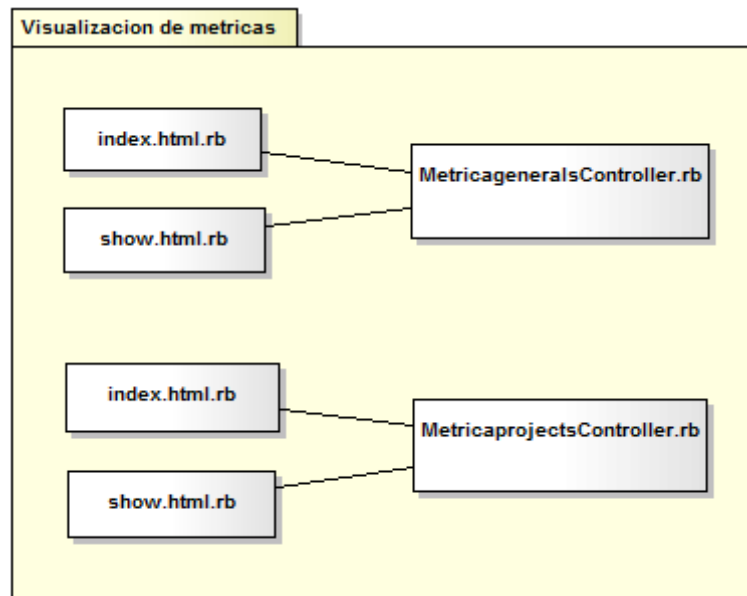 Visualizacion de metricas
index.html.rb
MetricageneralsController.rb
show.html.rb
index.html.rb
MetricaprojectsController.rb
show.html.rb